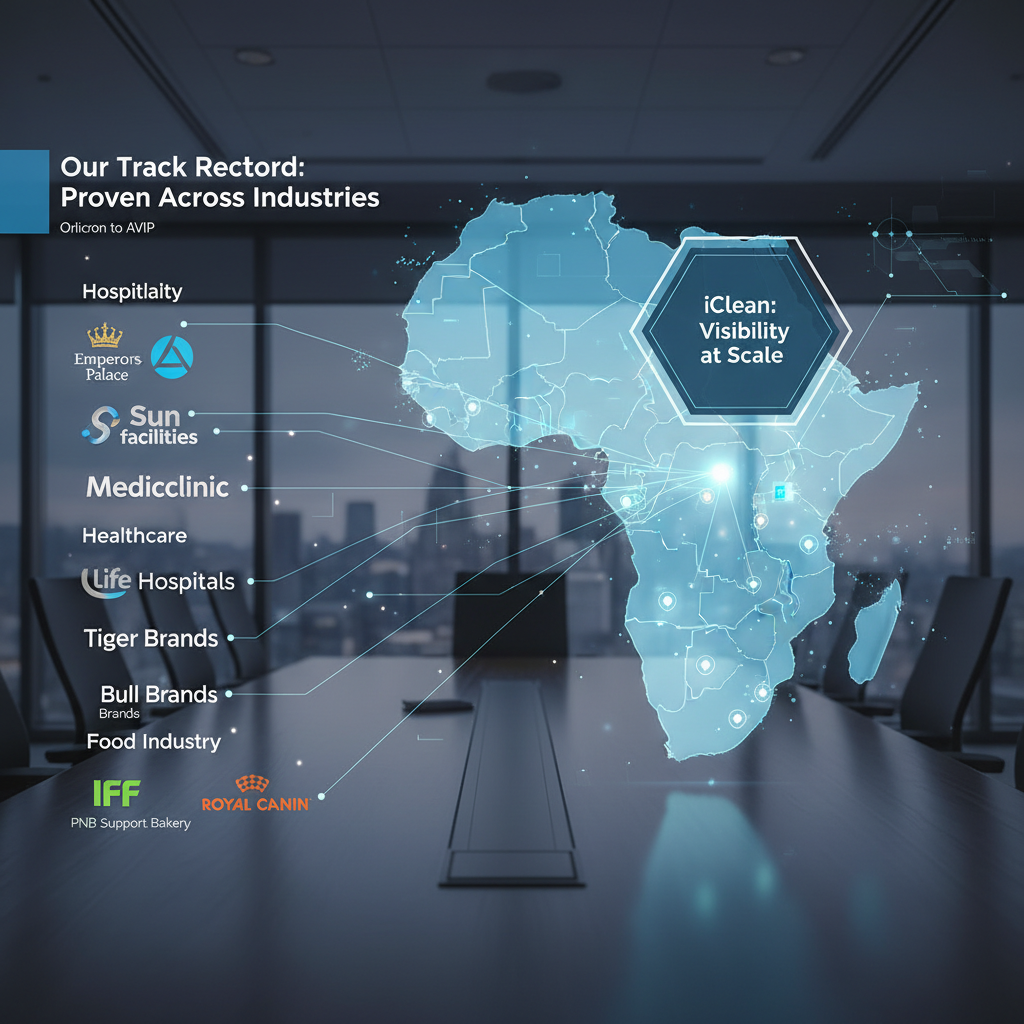 Our Track Rectord:
Proven Across Industries
Orlicron to AVIP
Hospitlalty
Emperors
Palace
Sun
facilities
Medicclinic
Healthcare
Life Hospitals
Tiger Brands
Bull Brands
Brands
Food Industry
IFF
PNB Support Bakery
ROYAL CANIN
iClean:
Visibility
at Scale